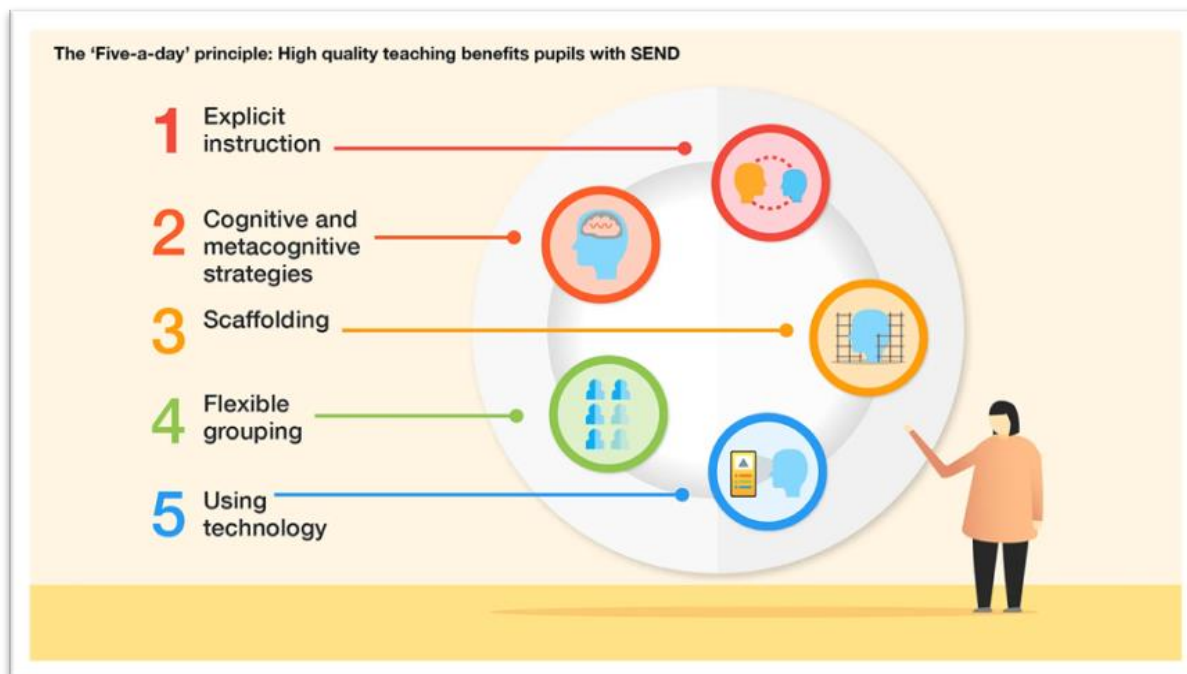 The ‘Five-a-day’ principle: High quality teaching benefits pupils with SEND
1
Explicit
instruction
2
Cognitive and
metacognitive
strategies
3
Scaffolding
4
Flexible
grouping
5
Using
technology